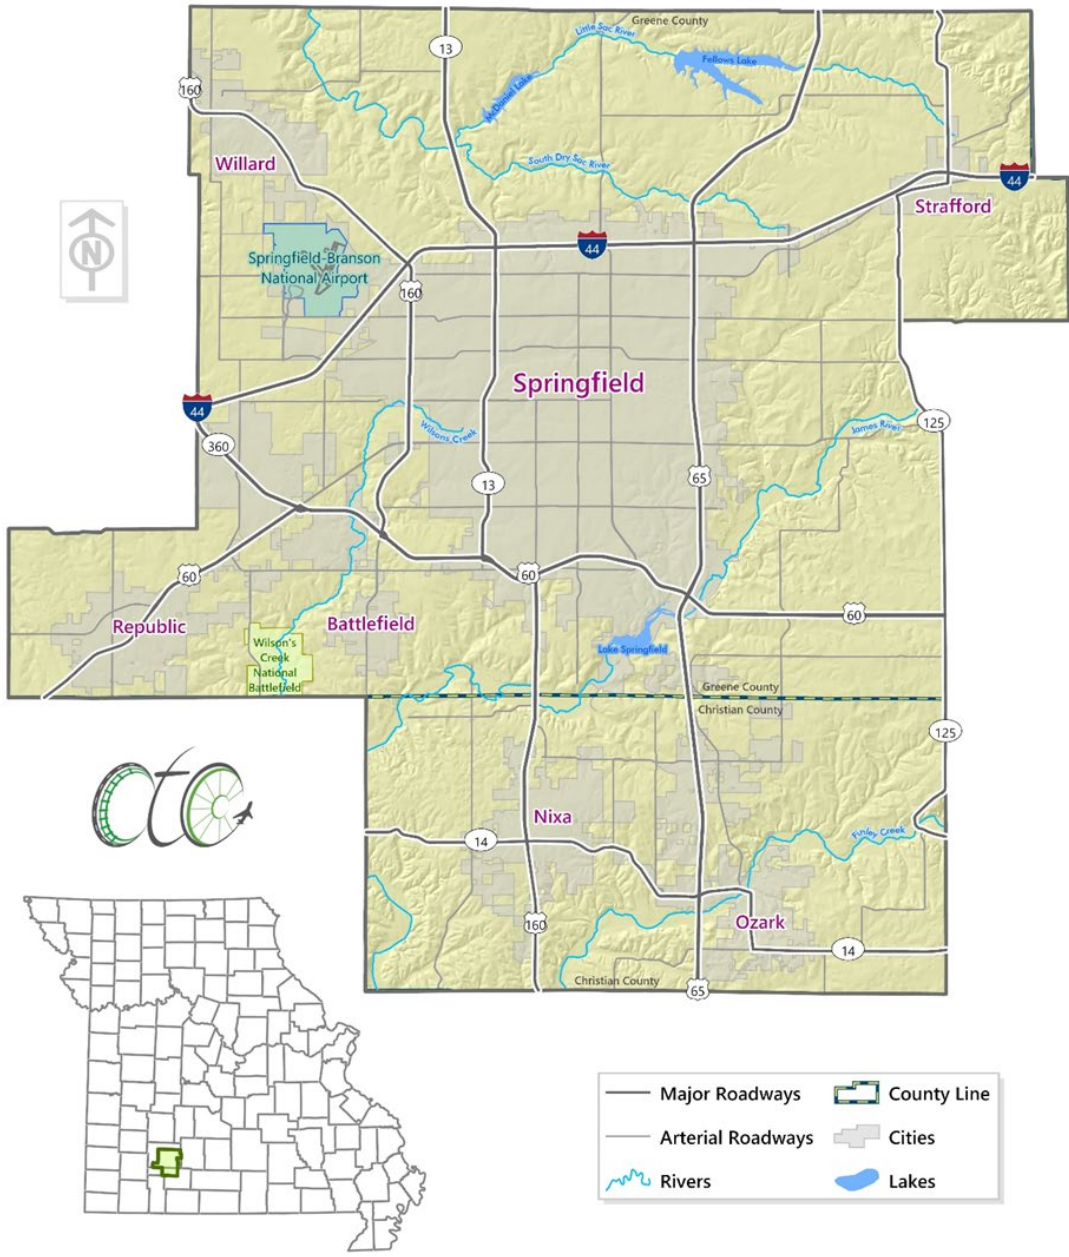 Greene County
Little Sac River
13
Fellows Lake
160
McDaniel Lake
Willard
South Dry Sac River
44
Strafford
N
44
Springfield-Branson
National Airport
160
Springfield
44
125
Wilsons Creek
James River
360
65
13
60
60
60
Republic
Battlefield
Wilson's
Creek
National
Battlefield
Lake Springfield
Greene County
Christian County
125
cto
Nixa
14
Finley Creek
160
Ozark
14
Christian County
65
Major Roadways
County Line
Arterial Roadways
Cities
Rivers
Lakes